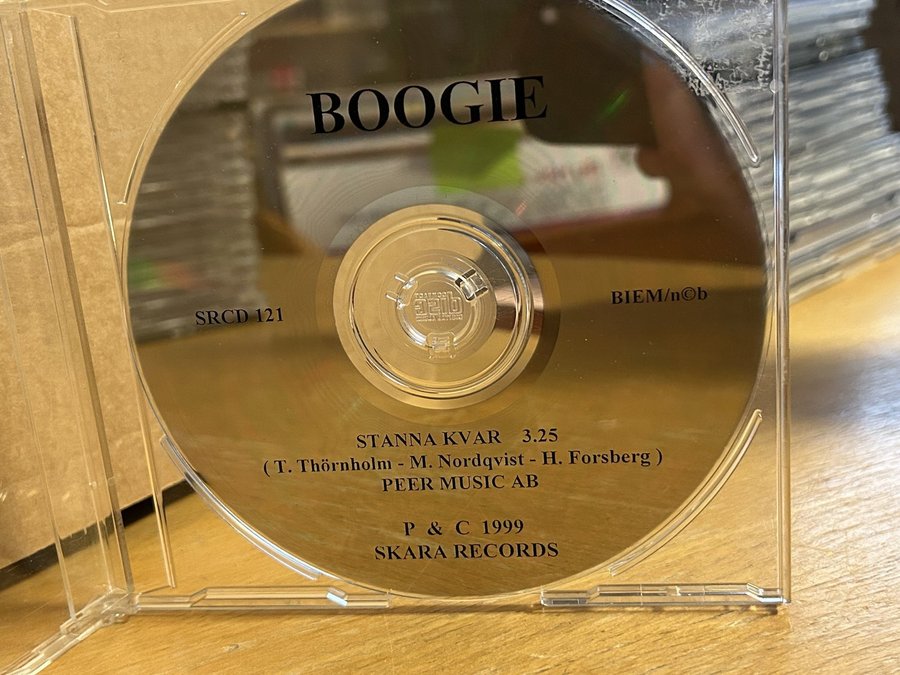 BOOGIE
SRCD 121
BIEM/n©b
STANNA KVAR 3.25
( T. Thörnholm - M. Nordqvist - H. Forsberg )
PEER MUSIC AB
P & C 1999
SKARA RECORDS